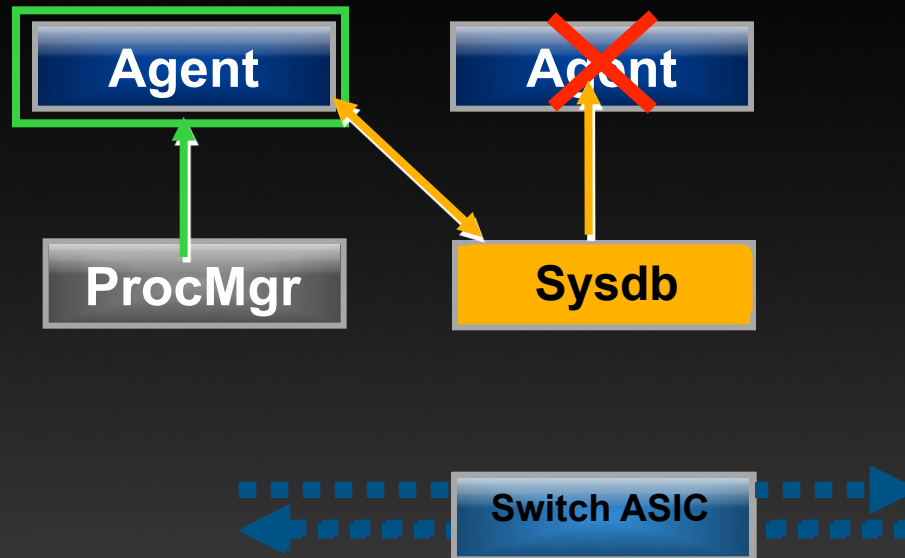 Agent
Agent
ProcMgr
Sysdb
Switch ASIC